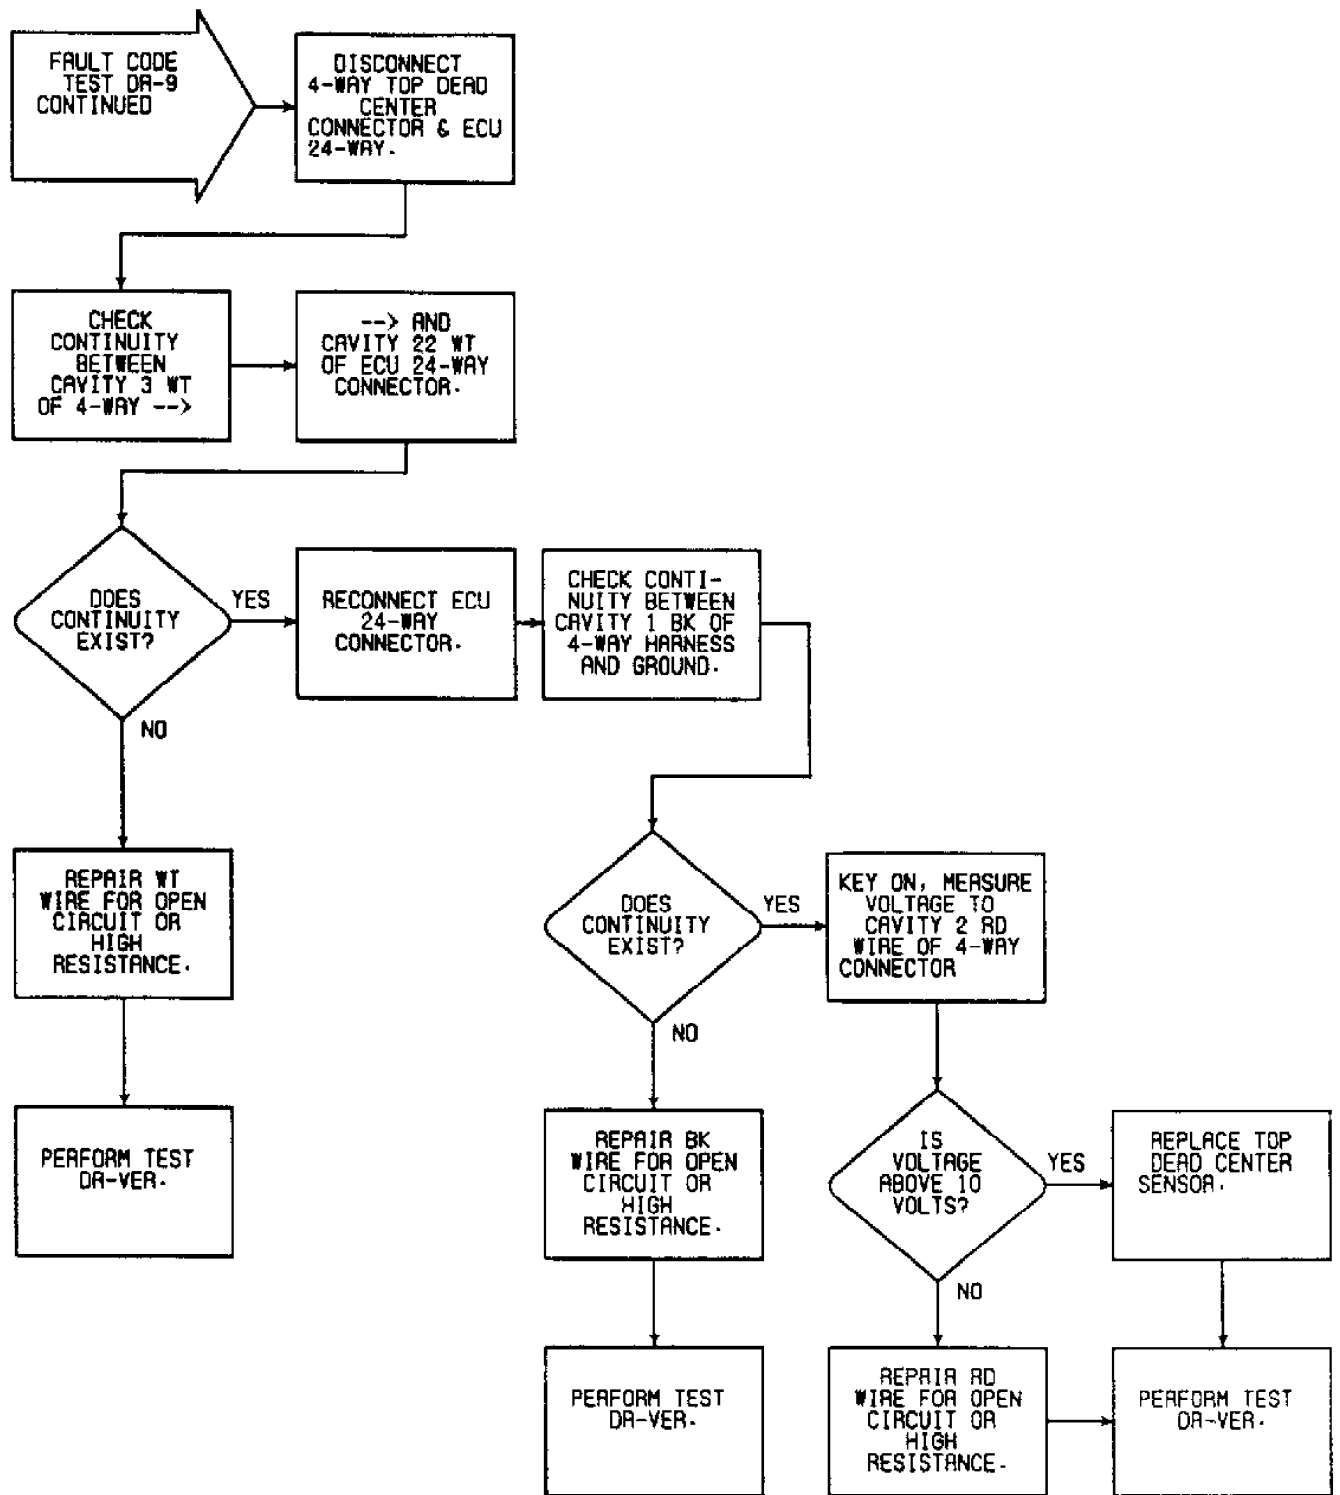 FAULT CODE
TEST DR-9
CONTINUED
DISCONNECT
4-WAY TOP DEAD
CENTER
CONNECTOR & ECU
24-WAY.
CHECK
CONTINUITY
BETWEEN
CAVITY 3 WT
OF 4-WAY -->
--> AND
CAVITY 22 WT
OF ECU 24-WAY
CONNECTOR.
DOES
CONTINUITY
EXIST?
YES
NO
RECONNECT ECU
24-WAY
CONNECTOR.
CHECK CONTI-
NUITY BETWEEN
CAVITY 1 BK OF
4-WAY HARNESS
AND GROUND.
REPAIR WT
WIRE FOR OPEN
CIRCUIT OR
HIGH
RESISTANCE.
PERFORM TEST
DR-VER.
DOES
CONTINUITY
EXIST?
YES
NO
KEY ON, MEASURE
VOLTAGE TO
CAVITY 2 RD
WIRE OF 4-WAY
CONNECTOR
REPAIR BK
WIRE FOR OPEN
CIRCUIT OR
HIGH
RESISTANCE.
PERFORM TEST
DR-VER.
IS
VOLTAGE
ABOVE 10
VOLTS?
YES
NO
REPLACE TOP
DEAD CENTER
SENSOR.
REPAIR RD
WIRE FOR OPEN
CIRCUIT OR
HIGH
RESISTANCE.
PERFORM TEST
DR-VER.